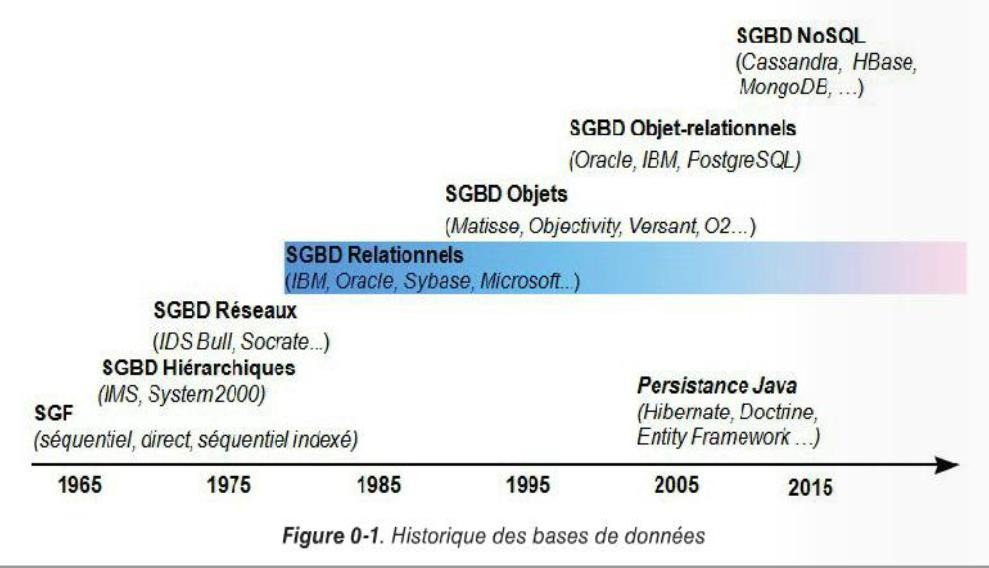 SGBD NoSQL
(Cassandra, HBase,
MongoDB, ...)
SGBD Objet-relationnels
(Oracle, IBM, PostgreSQL)
SGBD Objets
(Matisse, Objectivity, Versant, O2...)
SGBD Relationnels
(IBM, Oracle, Sybase, Microsoft...)
SGBD Réseaux
(IDS Bull, Socrate...)
SGBD Hiérarchiques
(IMS, System2000)
SGF
(séquentiel, direct, séquentiel indexé)
Persistance Java
(Hibernate, Doctrine,
Entity Framework ...)
1965 1975 1985 1995 2005 2015
Figure 0-1. Historique des bases de données